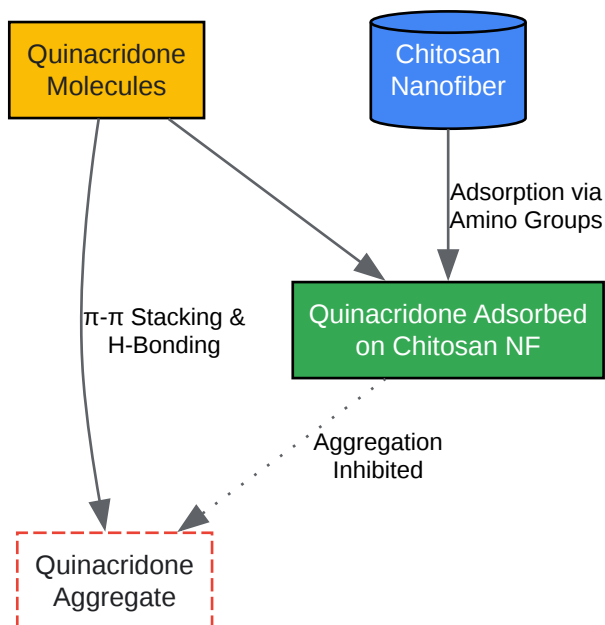 Quinacridone
Molecules
Chitosan
Nanofiber
Adsorption via
Amino Groups
Quinacridone Adsorbed
on Chitosan NF
π-π Stacking &
H-Bonding
Aggregation
Inhibited
Quinacridone
Aggregate